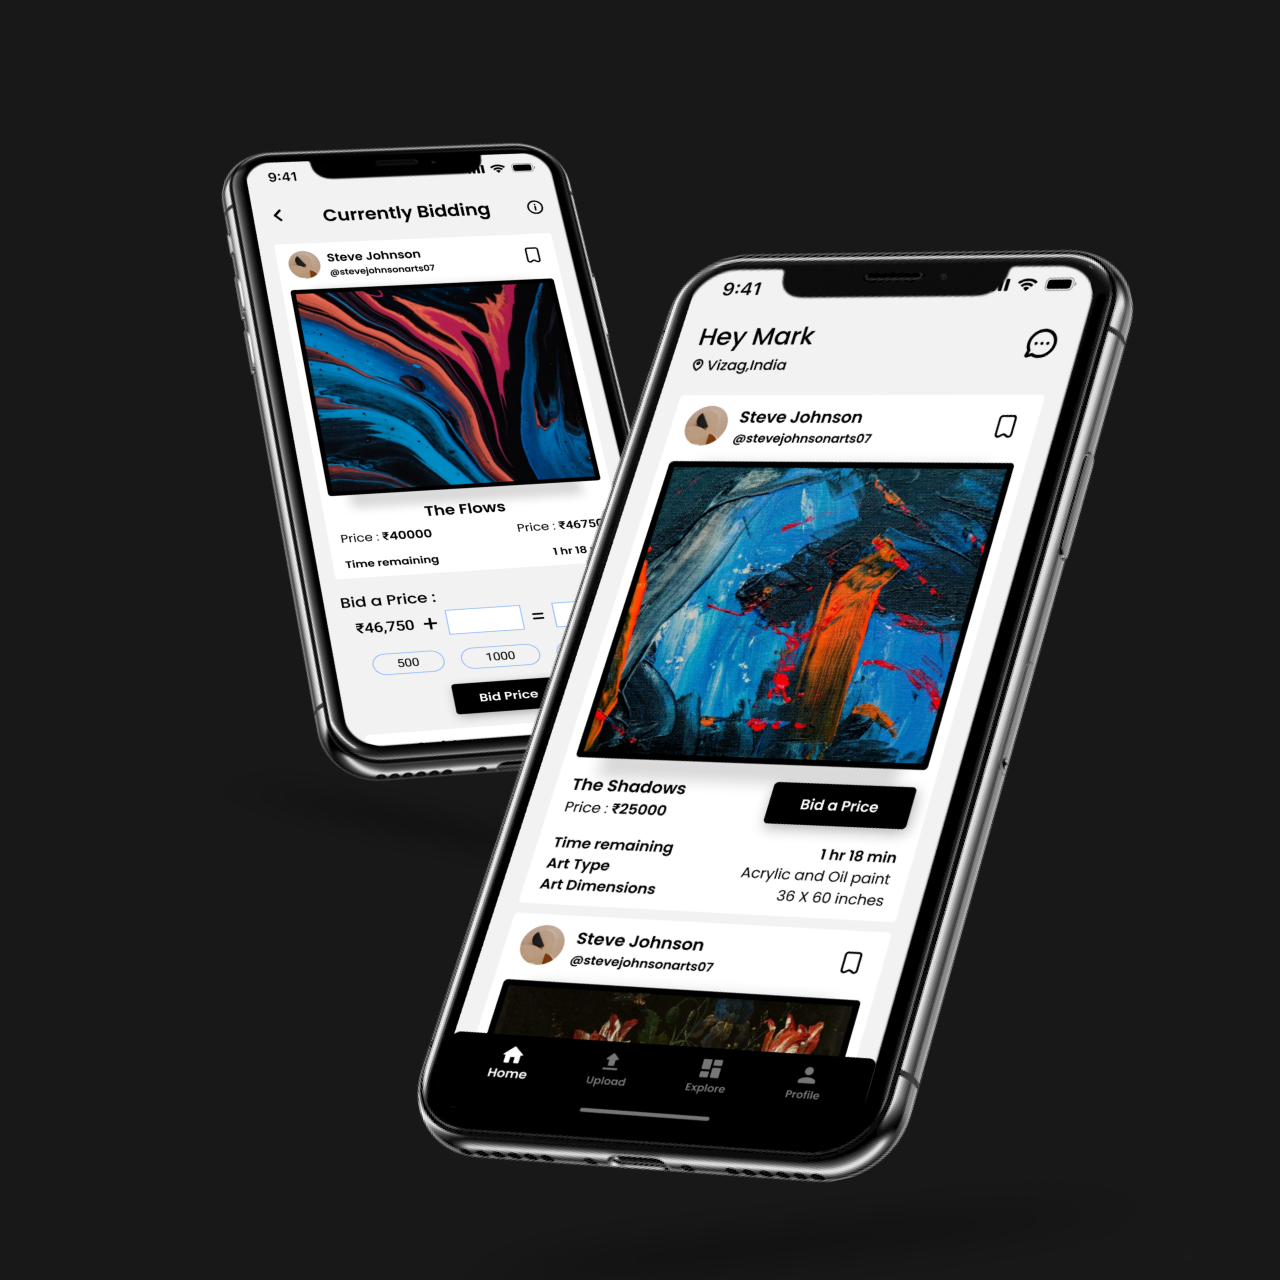 9:41
Currently Bidding
Steve Johnson
@stevejohnsonarts07
The Flows
Price : ₹40000
Price : ₹46750
Time remaining
1 hr 18
Bid a Price :
₹46,750 + =
500
1000
Bid Price
9:41
Hey Mark
Vizag,India
Steve Johnson
@stevejohnsonarts07
The Shadows
Price : ₹25000
Bid a Price
Time remaining
1 hr 18 min
Art Type
Acrylic and Oil paint
Art Dimensions
36 X 60 inches
Steve Johnson
@stevejohnsonarts07
Home
Upload
Explore
Profile